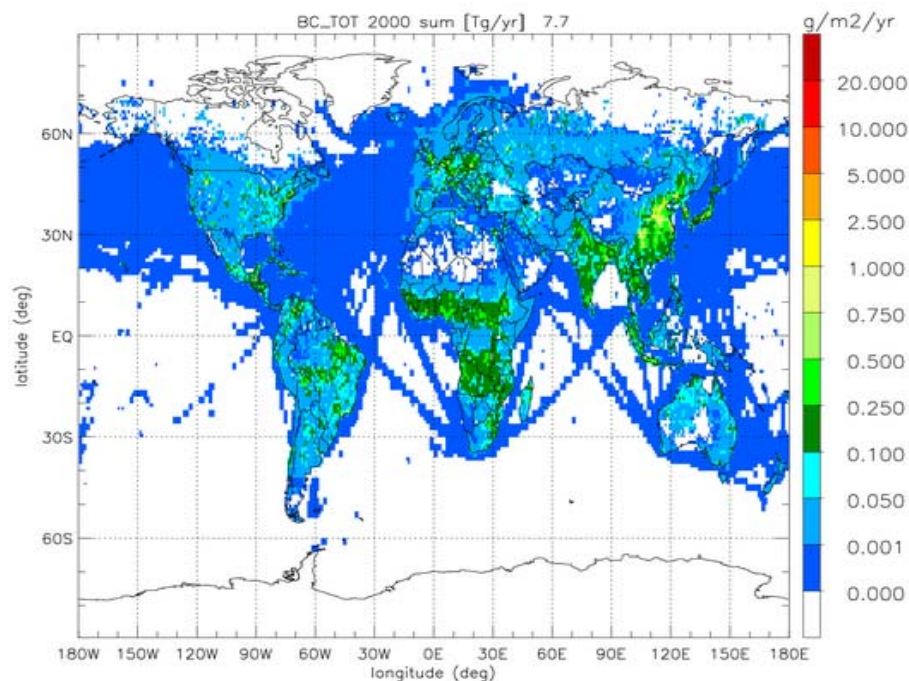 BC_TOT 2000 sum [Tg/yr] 7.7
g/m2/yr
20.000
10.000
5.000
2.500
1.000
0.750
0.500
0.250
0.100
0.050
0.001
0.000
latitude (deg)
60N
30N
EQ
30S
60S
180W 150W 120W 90W 60W 30W 0E 30E 60E 90E 120E 150E 180E
longitude (deg)